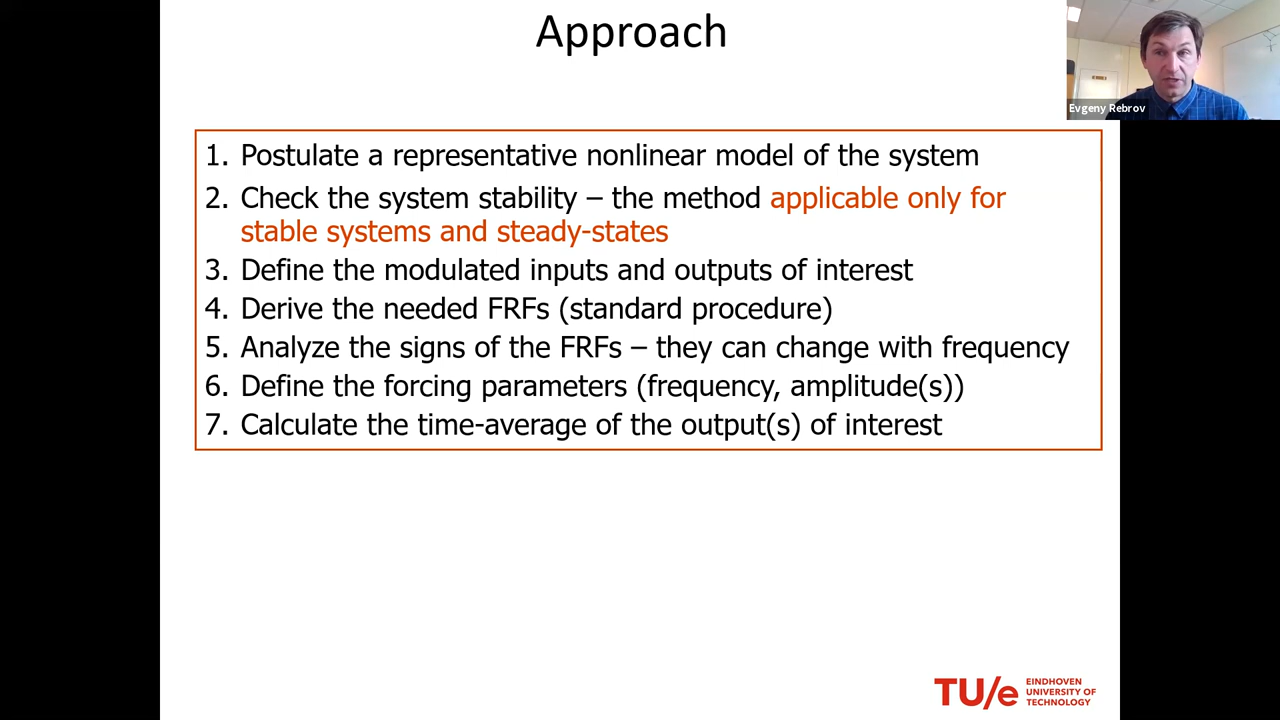 Approach
Evgeny Rebrov
1. Postulate a representative nonlinear model of the system
2. Check the system stability – the method applicable only for
stable systems and steady-states
3. Define the modulated inputs and outputs of interest
4. Derive the needed FRFs (standard procedure)
5. Analyze the signs of the FRFs – they can change with frequency
6. Define the forcing parameters (frequency, amplitude(s))
7. Calculate the time-average of the output(s) of interest
TU/e
EINDHOVEN
UNIVERSITY OF
TECHNOLOGY